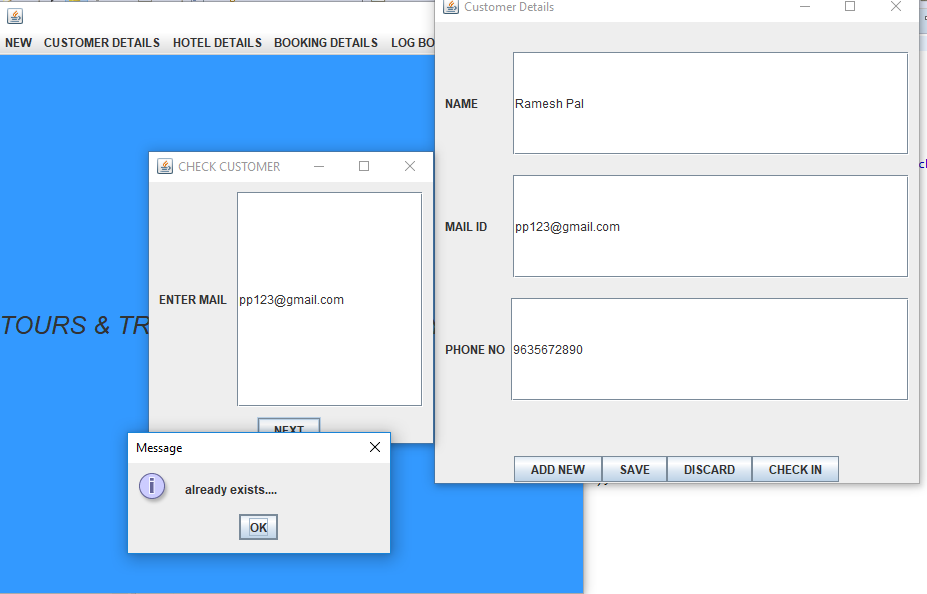 Customer Details
NEW CUSTOMER DETAILS HOTEL DETAILS BOOKING DETAILS LOG BO
NAME Ramesh Pal
CHECK CUSTOMER
MAIL ID pp123@gmail.com
ENTER MAIL pp123@gmail.com
TOURS & TR
PHONE NO 9635672890
NEXT
Message
already exists....
OK
ADD NEW SAVE DISCARD CHECK IN